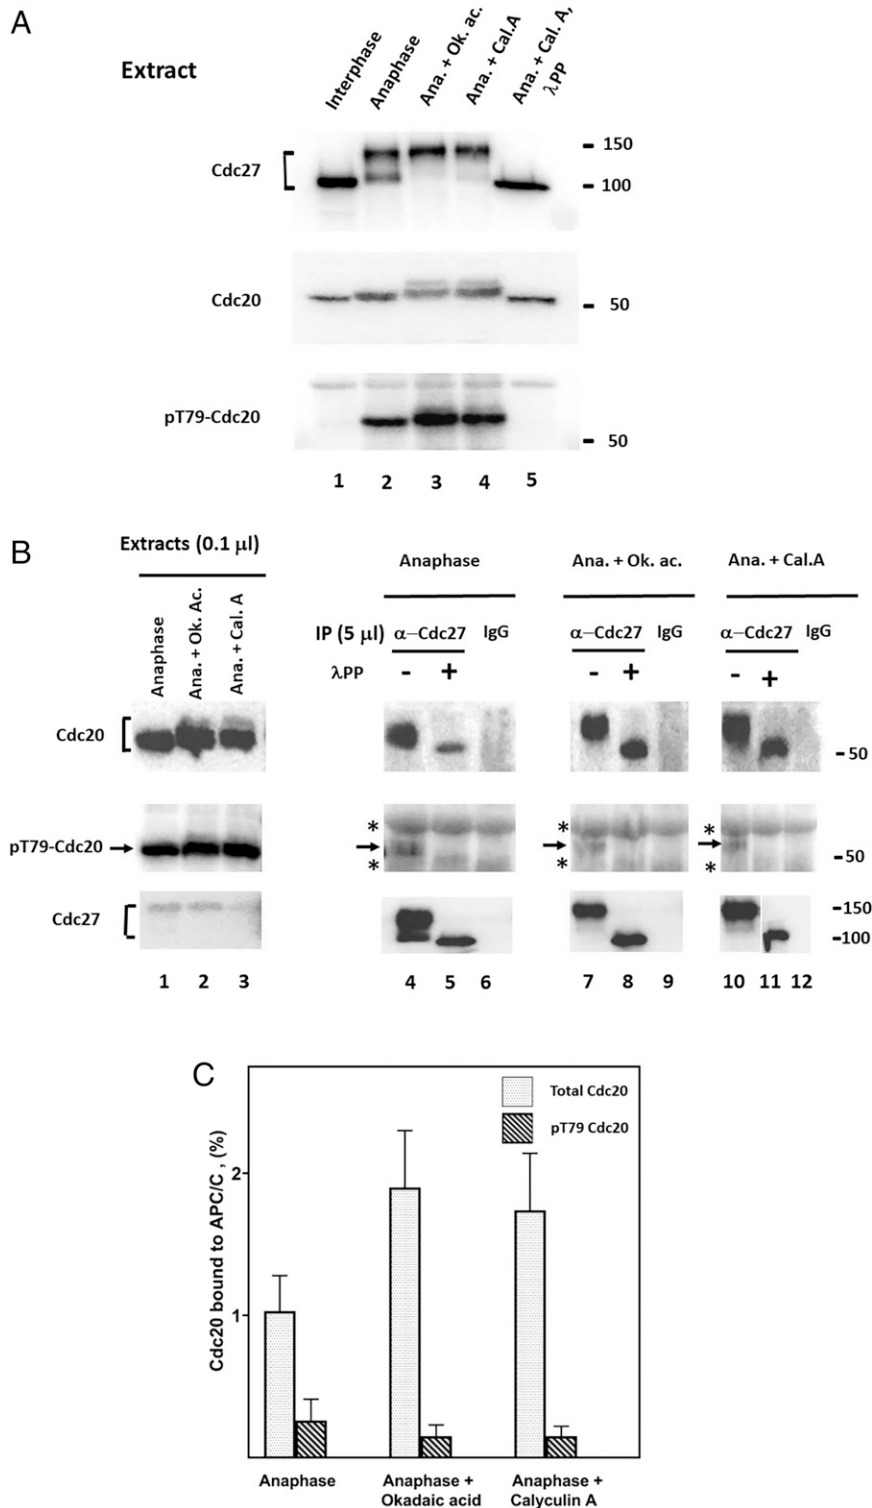 A
Extract
Interphase
Anaphase
Ana. + Ok. ac.
Ana. + Cal.A
Ana. + Cal. A,
λPP
Cdc27
150
100
Cdc20
50
pT79-Cdc20
50
1 2 3 4 5
B
Extracts (0.1 μl)
Anaphase
Ana. + Ok. Ac.
Ana. + Cal. A
Anaphase
Ana. + Ok. ac.
Ana. + Cal.A
IP (5 μl) α–Cdc27 IgG α–Cdc27 IgG α–Cdc27 IgG
λPP - + - + - +
Cdc20
-50
pT79-Cdc20
* * *
* * *
-50
Cdc27
-150
-100
1 2 3 4 5 6 7 8 9 10 11 12
C
Total Cdc20
pT79 Cdc20
Cdc20 bound to APC/C , (%)
2
1
Anaphase
Anaphase +
Okadaic acid
Anaphase +
Calyculin A